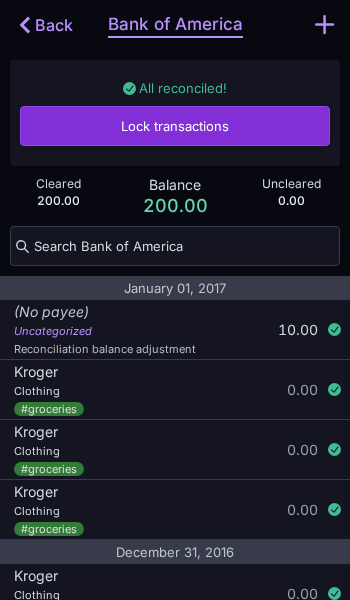 Back
Bank of America
All reconciled!
Lock transactions
Cleared
200.00
Balance
200.00
Uncleared
0.00
Search Bank of America
January 01, 2017
(No payee)
Uncategorized
Reconciliation balance adjustment
10.00
Kroger
Clothing
#groceries
0.00
Kroger
Clothing
#groceries
0.00
Kroger
Clothing
#groceries
0.00
December 31, 2016
Kroger
Clothing
0.00